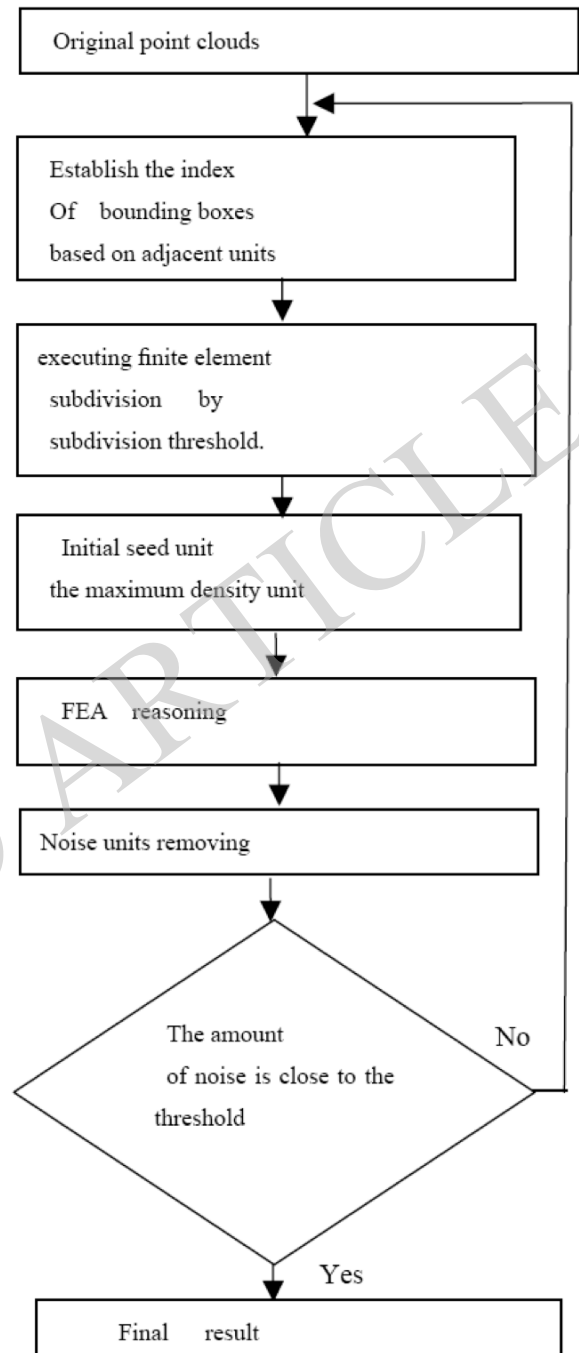 Original point clouds
Establish the index
Of bounding boxes
based on adjacent units
executing finite element
subdivision by
subdivision threshold.
Initial seed unit
the maximum density unit
FEA reasoning
Noise units removing
The amount
of noise is close to the
threshold
No
Yes
Final result
ARTICLE